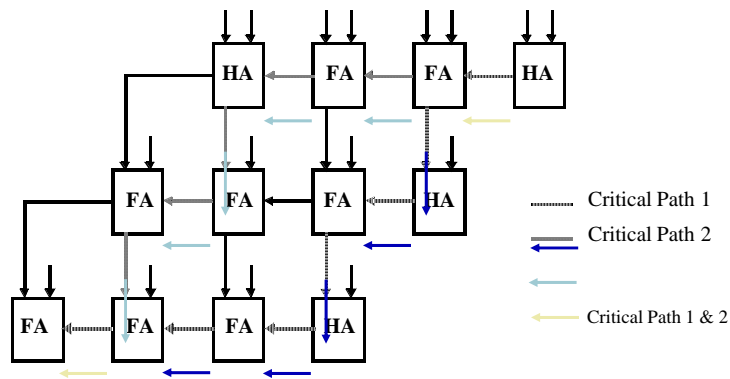 HA FA FA HA
FA FA FA HA
FA FA FA HA
Critical Path 1
Critical Path 2
Critical Path 1 & 2